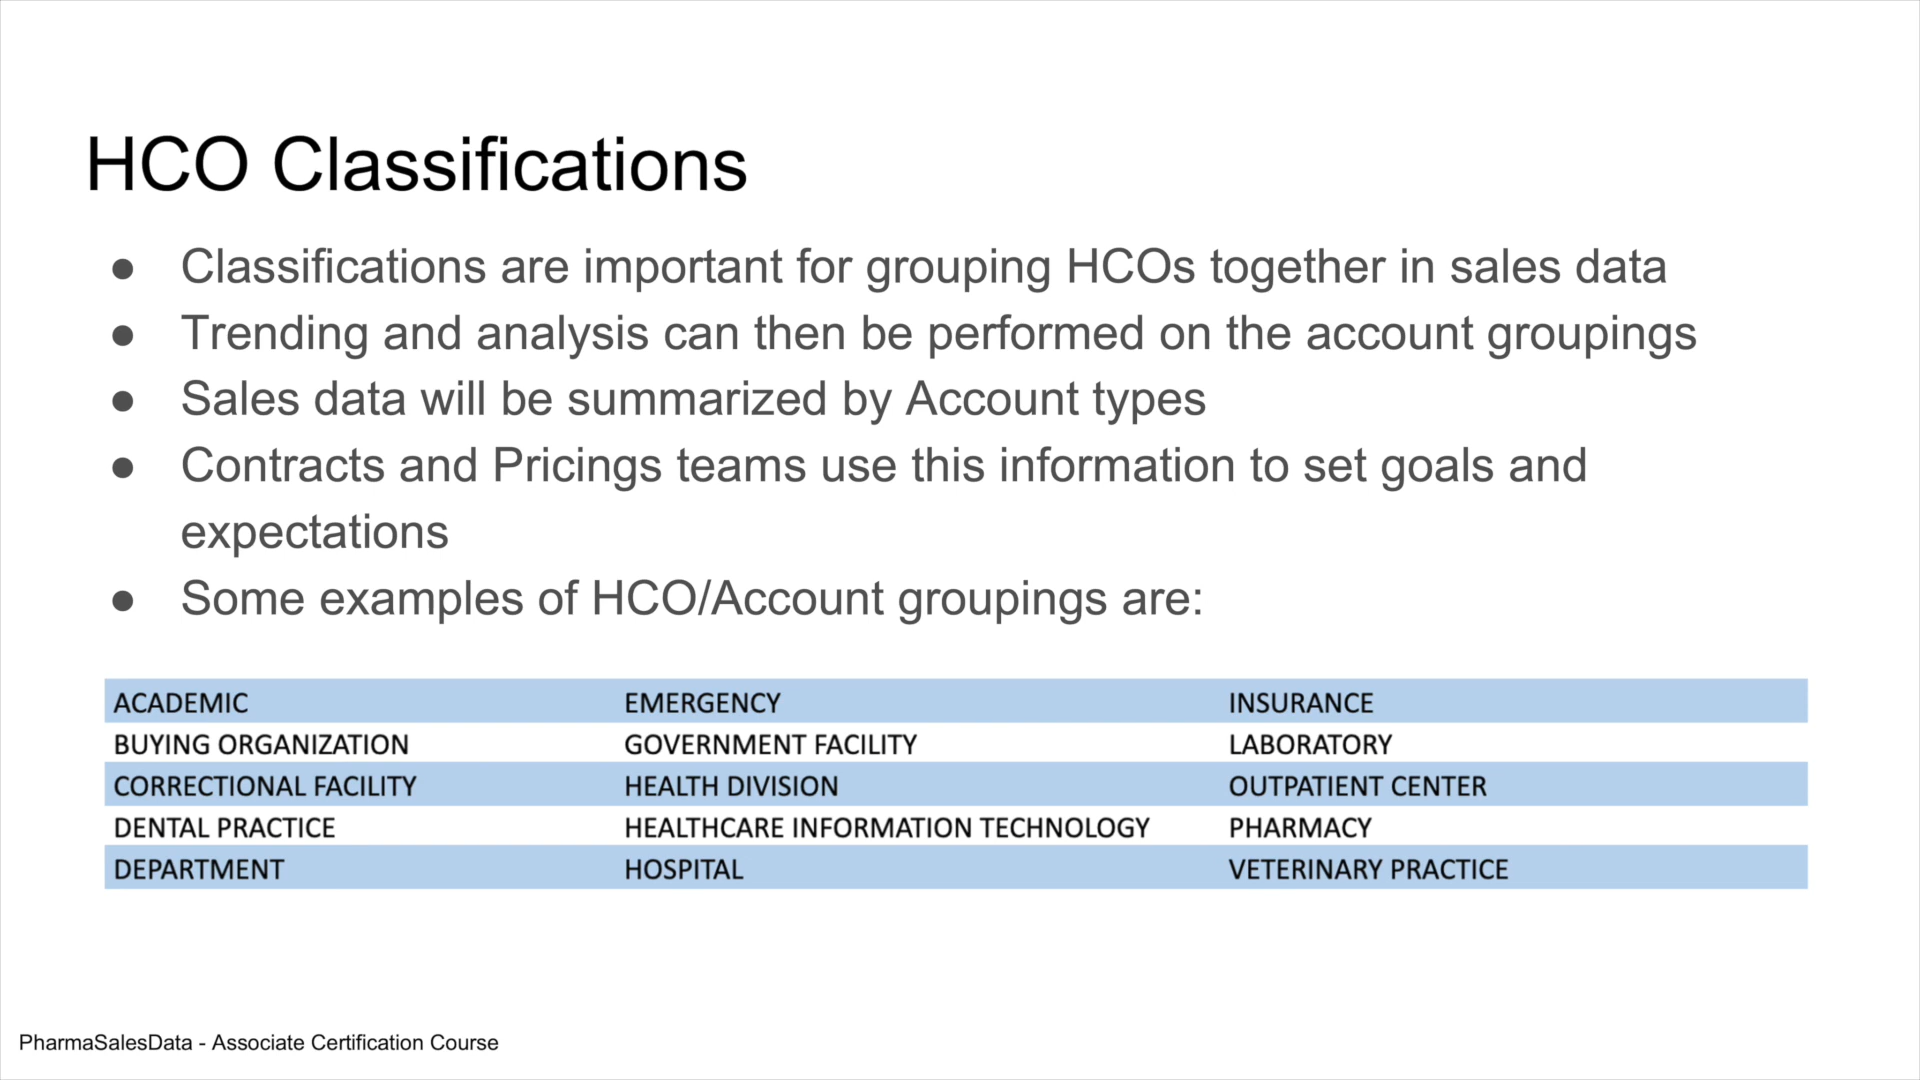 HCO Classifications
● Classifications are important for grouping HCOs together in sales data
● Trending and analysis can then be performed on the account groupings
● Sales data will be summarized by Account types
● Contracts and Pricings teams use this information to set goals and
expectations
● Some examples of HCO/Account groupings are:
ACADEMIC EMERGENCY INSURANCE
BUYING ORGANIZATION GOVERNMENT FACILITY LABORATORY
CORRECTIONAL FACILITY HEALTH DIVISION OUTPATIENT CENTER
DENTAL PRACTICE HEALTHCARE INFORMATION TECHNOLOGY PHARMACY
DEPARTMENT HOSPITAL VETERINARY PRACTICE
PharmaSalesData - Associate Certification Course